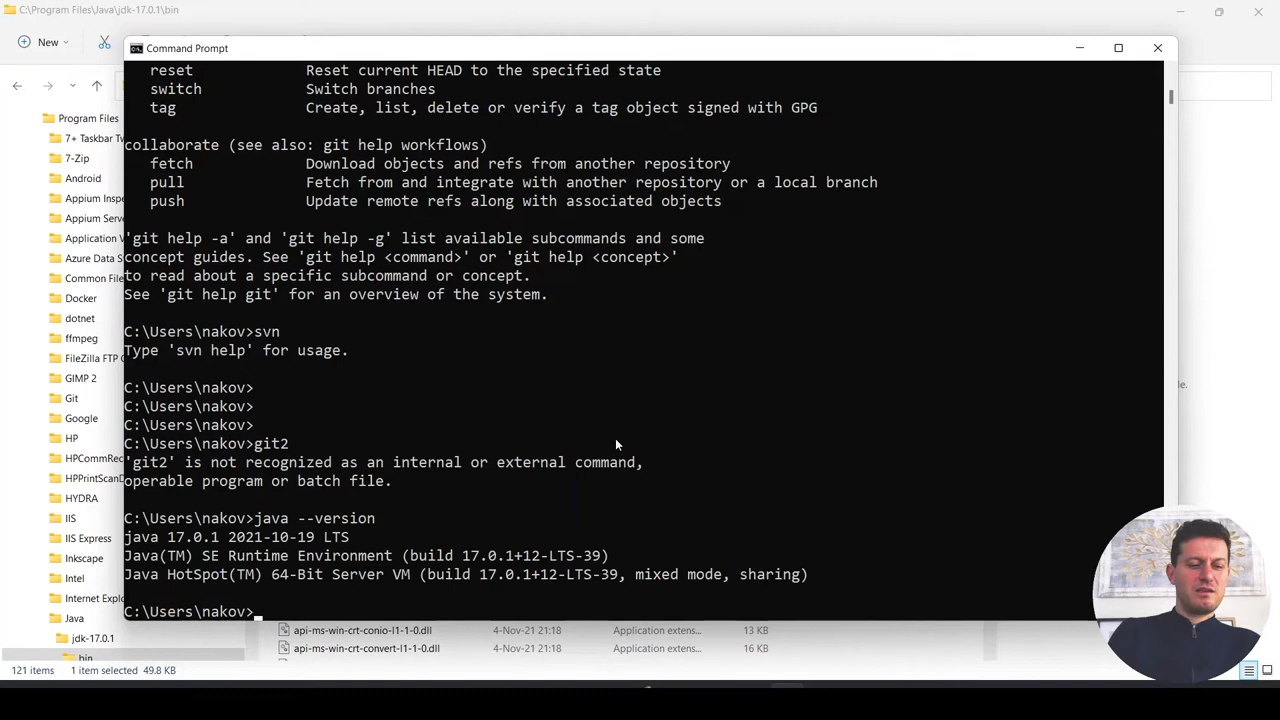 C:\Program Files\Java\jdk-17.0.1\bin
New
Command Prompt
reset Reset current HEAD to the specified state
switch Switch branches
tag Create, list, delete or verify a tag object signed with GPG
collaborate (see also: git help workflows)
fetch Download objects and refs from another repository
pull Fetch from and integrate with another repository or a local branch
push Update remote refs along with associated objects
'git help -a' and 'git help -g' list available subcommands and some
concept guides. See 'git help <command>' or 'git help <concept>'
to read about a specific subcommand or concept.
See 'git help git' for an overview of the system.
C:\Users\nakov>svn
Type 'svn help' for usage.
C:\Users\nakov>
C:\Users\nakov>
C:\Users\nakov>
C:\Users\nakov>git2
'git2' is not recognized as an internal or external command,
operable program or batch file.
C:\Users\nakov>java --version
java 17.0.1 2021-10-19 LTS
Java(TM) SE Runtime Environment (build 17.0.1+12-LTS-39)
Java HotSpot(TM) 64-Bit Server VM (build 17.0.1+12-LTS-39, mixed mode, sharing)
C:\Users\nakov>
Program Files
7+ Taskbar Tw
7-Zip
Android
Appium Inspe
Appium Serve
Application V
Azure Data S
Common File
Docker
dotnet
ffmpeg
FileZilla FTP C
GIMP 2
Git
Google
HP
HPCommRec
HPPrintScanD
HYDRA
IIS
IIS Express
Inkscape
Intel
Internet Explo
Java
jdk-17.0.1
bin
api-ms-win-crt-conio-l1-1-0.dll 4-Nov-21 21:18 Application extens... 13 KB
api-ms-win-crt-convert-l1-1-0.dll 4-Nov-21 21:18 Application extens... 16 KB
121 items 1 item selected 49.8 KB